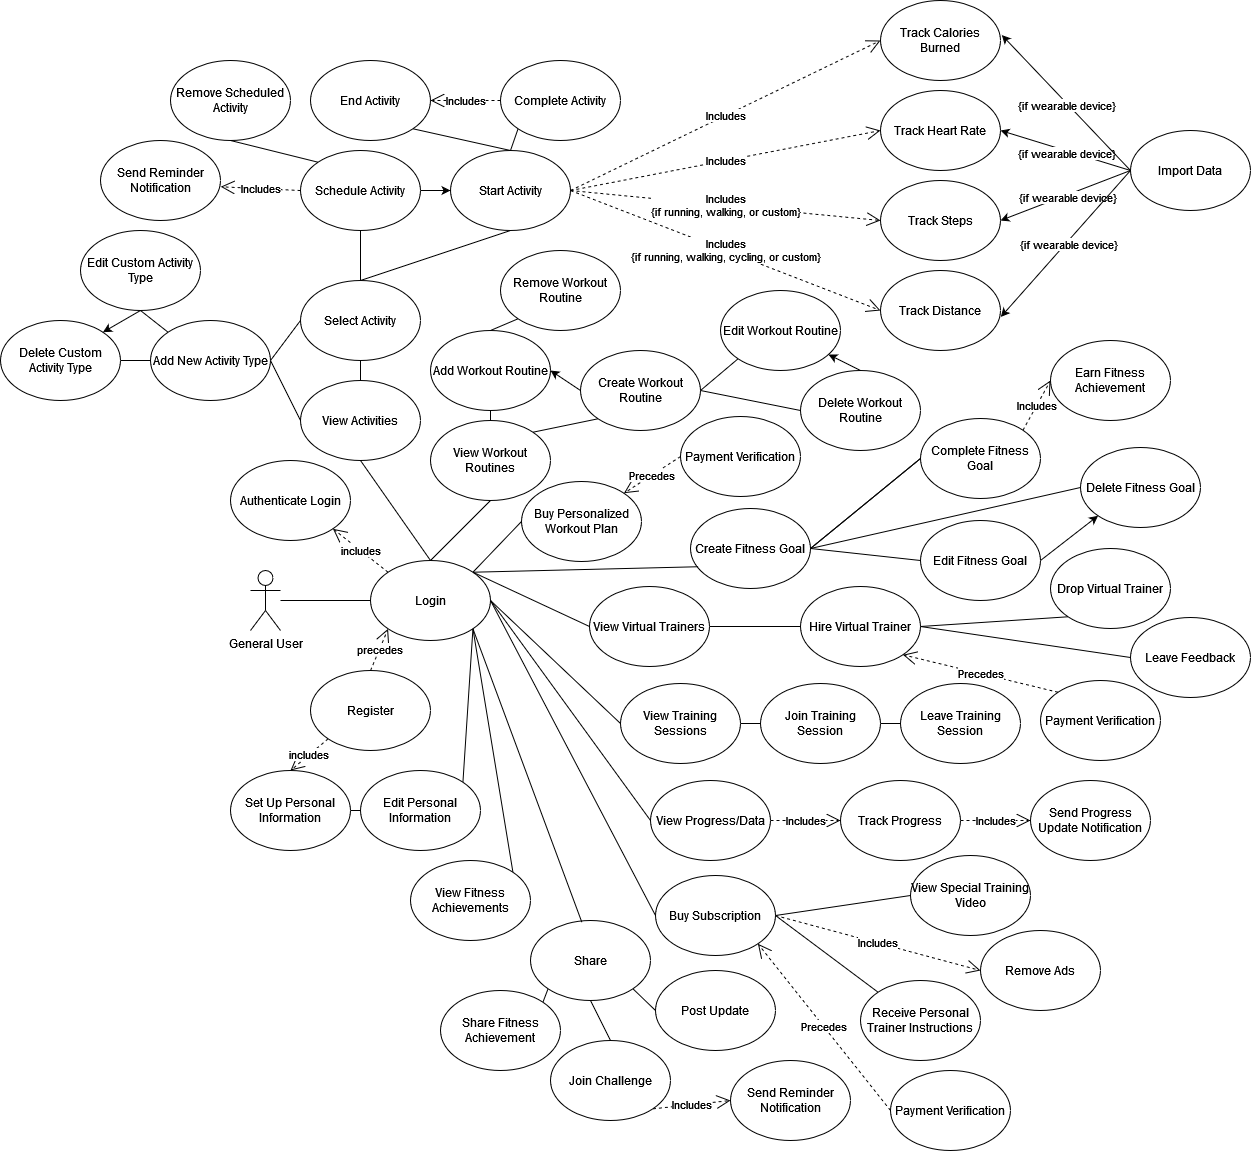 Track Calories
Burned
Remove Scheduled
Activity
End Activity
Includes
Complete Activity
Includes
{if wearable device}
Track Heart Rate
Includes
{if wearable device}
Import Data
Send Reminder
Notification
Includes
Schedule Activity
Start Activity
Includes
{if running, walking, or custom}
Track Steps
{if wearable device}
Includes
{if running, walking, cycling, or custom}
{if wearable device}
Edit Custom Activity
Type
Remove Workout
Routine
Track Distance
Select Activity
Edit Workout Routine
Delete Custom
Activity Type
Add New Activity Type
Add Workout Routine
Create Workout
Routine
Earn Fitness
Achievement
Includes
Delete Workout
Routine
View Activities
View Workout
Routines
Payment Verification
Complete Fitness
Goal
Precedes
Authenticate Login
Delete Fitness Goal
Buy Personalized
Workout Plan
includes
Create Fitness Goal
Edit Fitness Goal
Login
Drop Virtual Trainer
General User
View Virtual Trainers
Hire Virtual Trainer
precedes
Leave Feedback
Precedes
Register
View Training
Sessions
Join Training
Session
Leave Training
Session
Payment Verification
includes
Set Up Personal
Information
Edit Personal
Information
View Progress/Data
Includes
Track Progress
Includes
Send Progress
Update Notification
View Fitness
Achievements
Buy Subscription
View Special Training
Video
Includes
Share
Remove Ads
Post Update
Receive Personal
Trainer Instructions
Share Fitness
Achievement
Precedes
Join Challenge
Includes
Send Reminder
Notification
Payment Verification